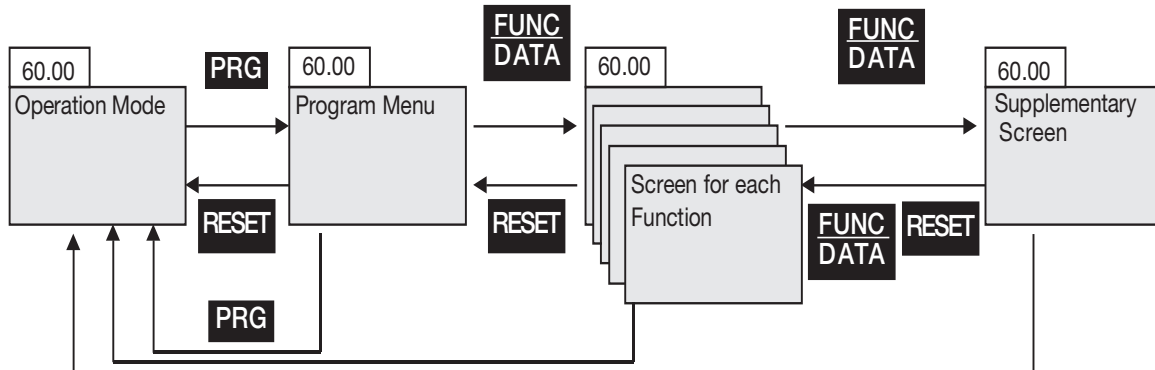 60.00
Operation Mode
PRG
60.00
Program Menu
FUNC
DATA
60.00
Screen for each
Function
FUNC
DATA
60.00
Supplementary
Screen
RESET
RESET
FUNC
DATA
RESET
PRG